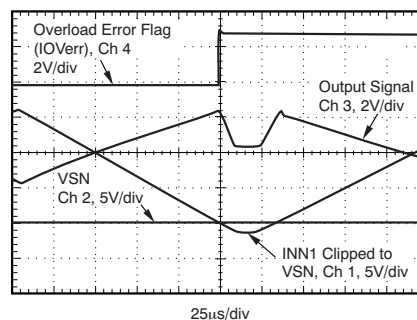 Overload Error Flag
(IOVerr), Ch 4
2V/div
Output Signal
Ch 3, 2V/div
VSN
Ch 2, 5V/div
INN1 Clipped to
VSN, Ch 1, 5V/div
25μs/div